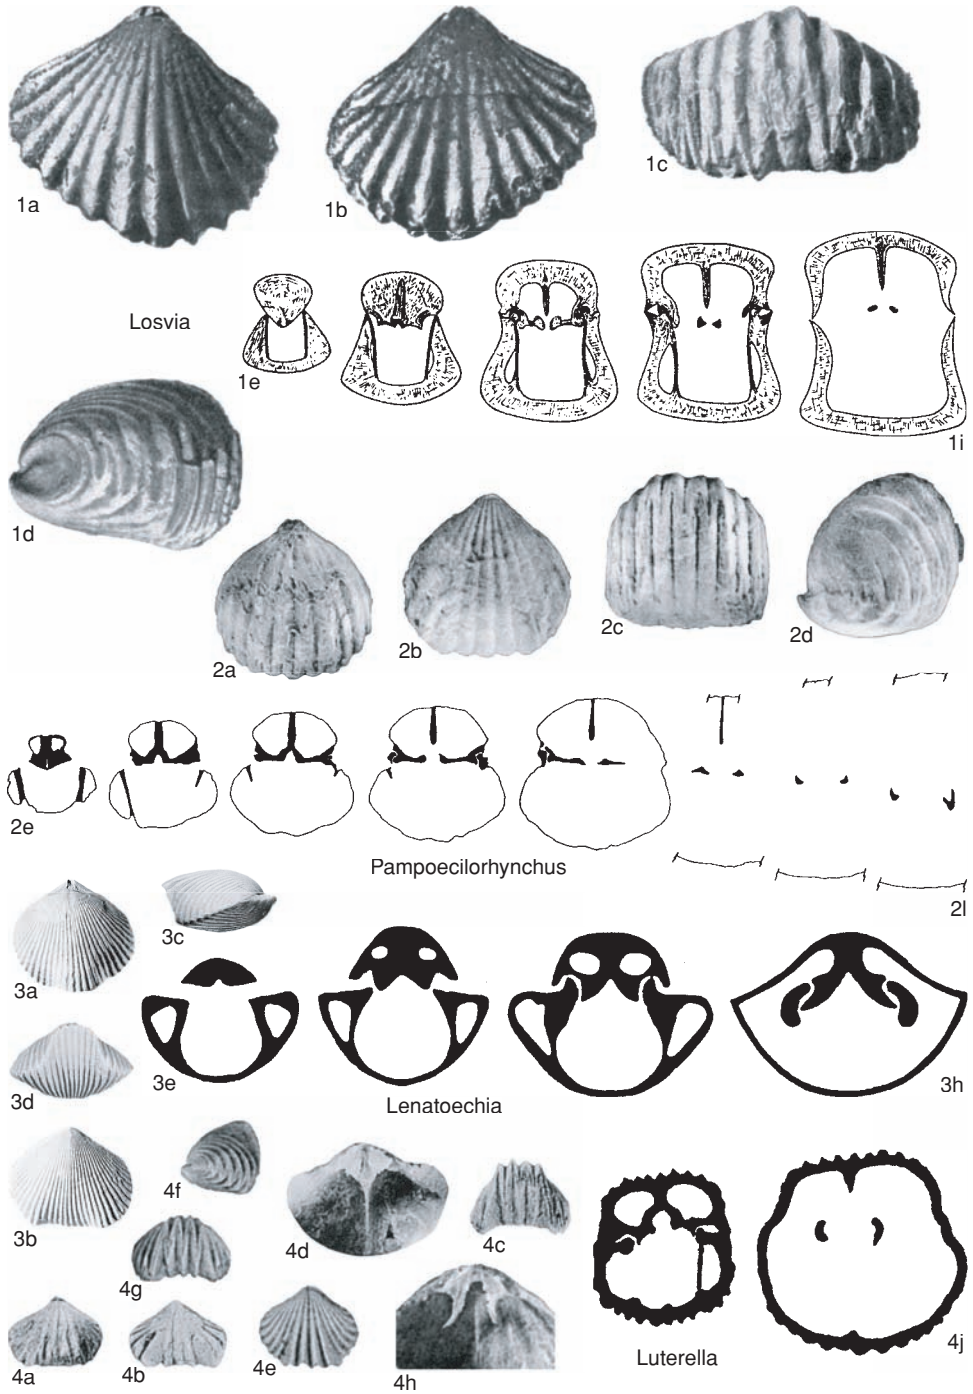 1a
1b
1c
Losvia
1e
1i
1d
2a
2b
2c
2d
2e
Pampoecilorhynchus
2l
3a
3c
3d
3e
Lenatoechia
3h
3b
4f
4d
4c
4g
4a
4b
4e
4h
Luterella
4j